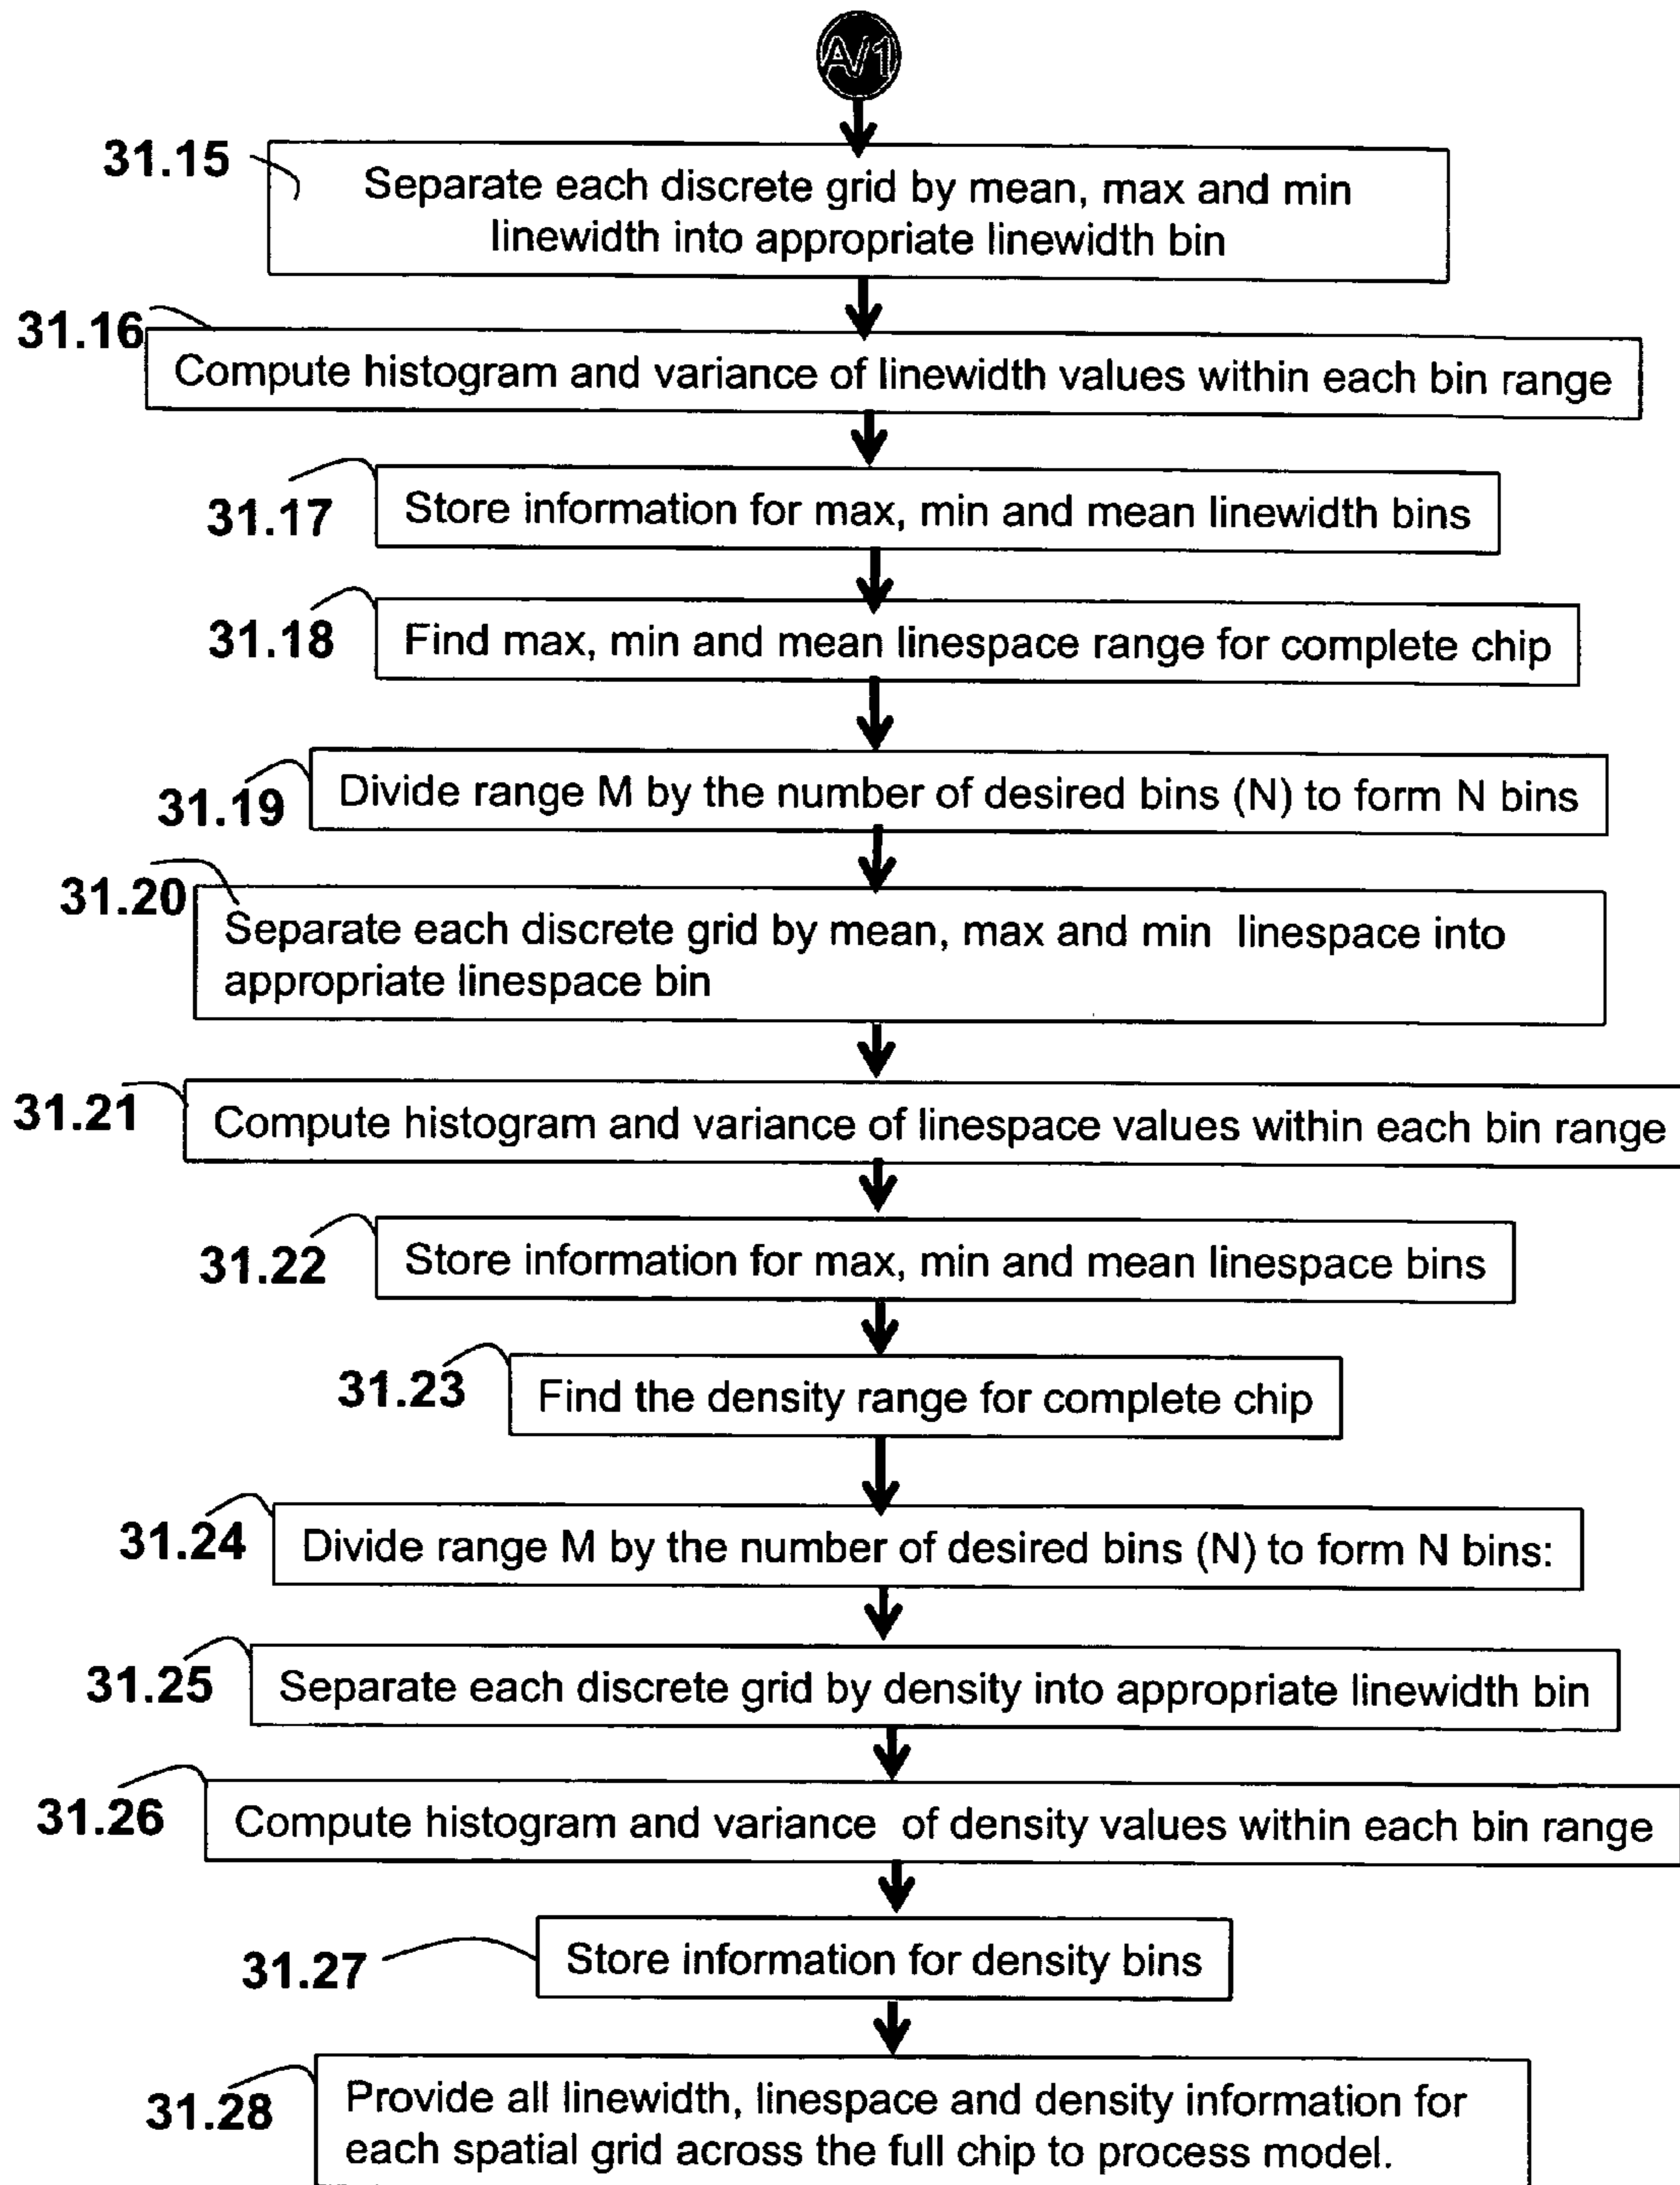 A/1
31.15
Separate each discrete grid by mean, max and min
linewidth into appropriate linewidth bin
31.16
Compute histogram and variance of linewidth values within each bin range
31.17
Store information for max, min and mean linewidth bins
31.18
Find max, min and mean linespace range for complete chip
31.19
Divide range M by the number of desired bins (N) to form N bins
31.20
Separate each discrete grid by mean, max and min linespace into
appropriate linespace bin
31.21
Compute histogram and variance of linespace values within each bin range
31.22
Store information for max, min and mean linespace bins
31.23
Find the density range for complete chip
31.24
Divide range M by the number of desired bins (N) to form N bins:
31.25
Separate each discrete grid by density into appropriate linewidth bin
31.26
Compute histogram and variance of density values within each bin range
31.27
Store information for density bins
31.28
Provide all linewidth, linespace and density information for
each spatial grid across the full chip to process model.